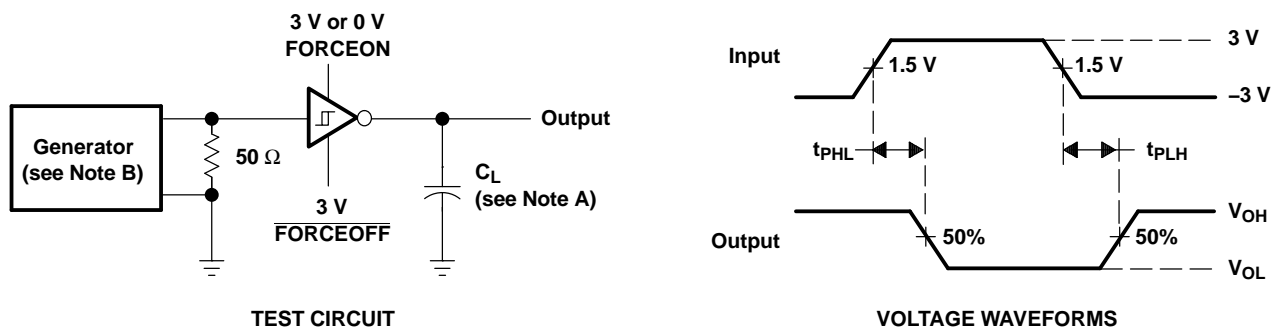 3 V or 0 V
FORCEON
Generator
(see Note B)
50 Ω
3 V
FORCEOFF
C_L
(see Note A)
Output
TEST CIRCUIT
Input
1.5 V
1.5 V
3 V
–3 V
t_PHL
t_PLH
Output
50%
50%
V_OH
V_OL
VOLTAGE WAVEFORMS